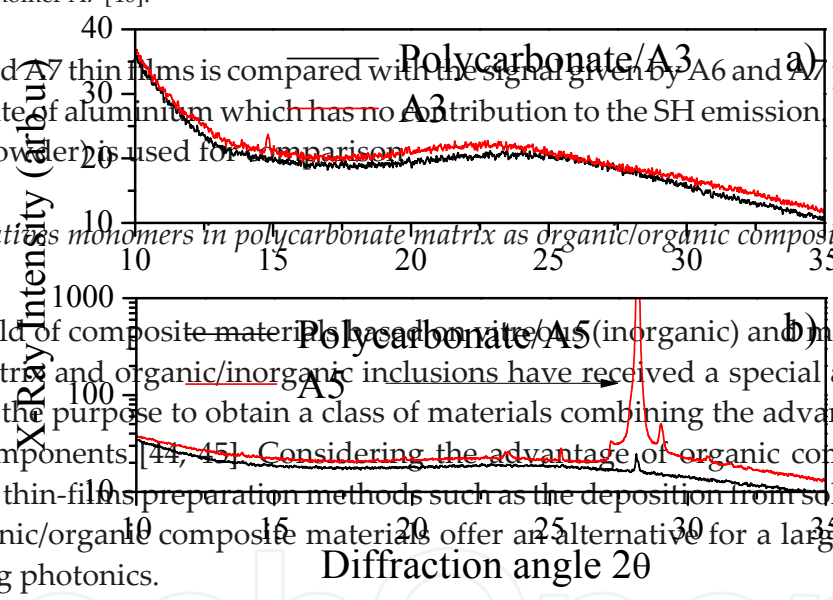 40
Polycarbonate/A3 a)
d A7 thin films is compared with the signal given by A6 and A7
30
A3
te of aluminium which has no contribution to the SH emission.
20
owder) is used for comparison.
10
atives monomers in polycarbonate matrix as organic/organic composi
10 15 20 25 30 35
X-Ray Intensity (arb.u)
1000
Polycarbonate/A5 b)
ld of composite materials based on vitreous (inorganic) and m
A5
trix and organic/inorganic inclusions have received a special a
100
the purpose to obtain a class of materials combining the advan
mponents [44, 45]. Considering the advantage of organic com
10
thin-films preparation methods such as the deposition from sol
10 15 20 25 30 35
nic/organic composite materials offer an alternative for a large
Diffraction angle 2θ
g photonics.